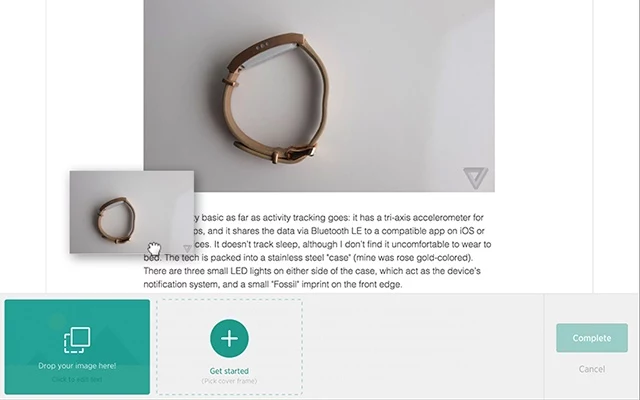 y basic as far as activity tracking goes: it has a tri-axis accelerometer for
ps, and it shares the data via Bluetooth LE to a compatible app on iOS or
ces. It doesn't track sleep, although I don't find it uncomfortable to wear to
bed. The tech is packed into a stainless steel "case" (mine was rose gold-colored).
There are three small LED lights on either side of the case, which act as the device's
notification system, and a small "Fossil" imprint on the front edge.
Drop your image here!
Click to edit text
Get started
(Pick cover frame)
Complete
Cancel